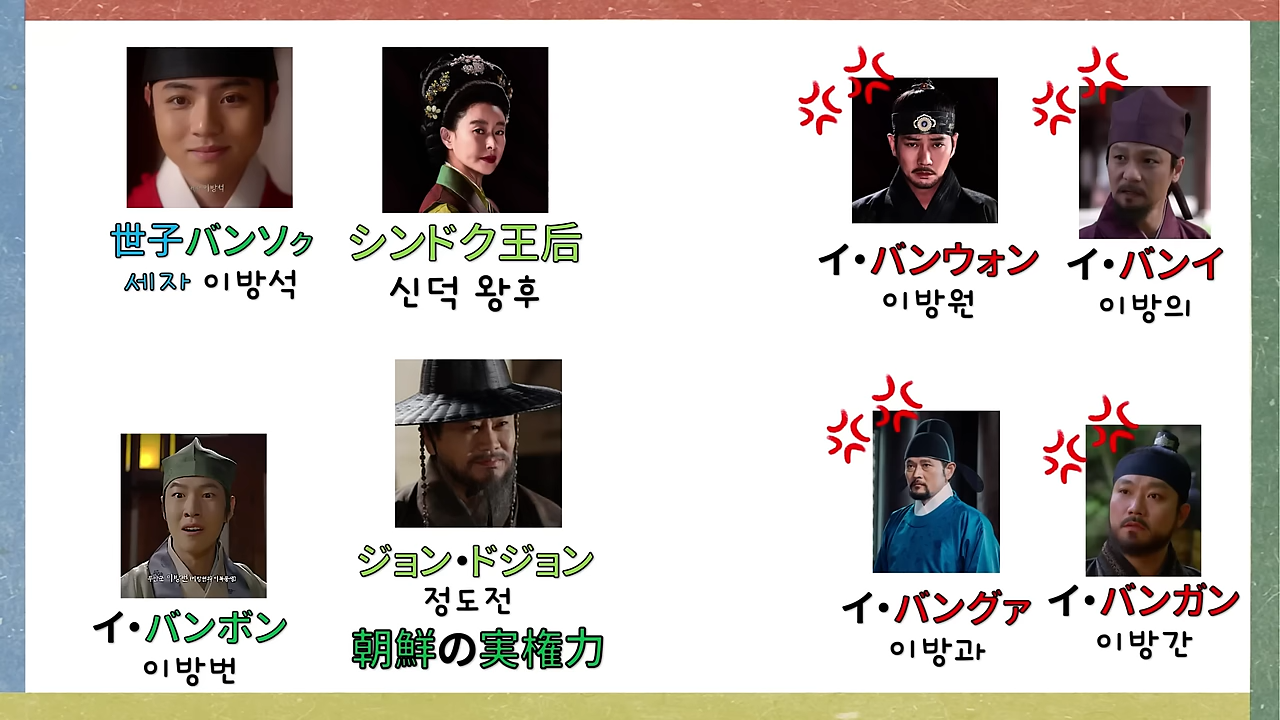 世子バンソク
세자 이방석
シンドク王后
신덕 왕후
イ・バンウォン
이방원
イ・バンイ
이방의
イ・バンボン
이방번
ジョン・ドジョン
정도전
朝鮮の実権力
イ・バングァ
이방과
イ・バンガン
이방간